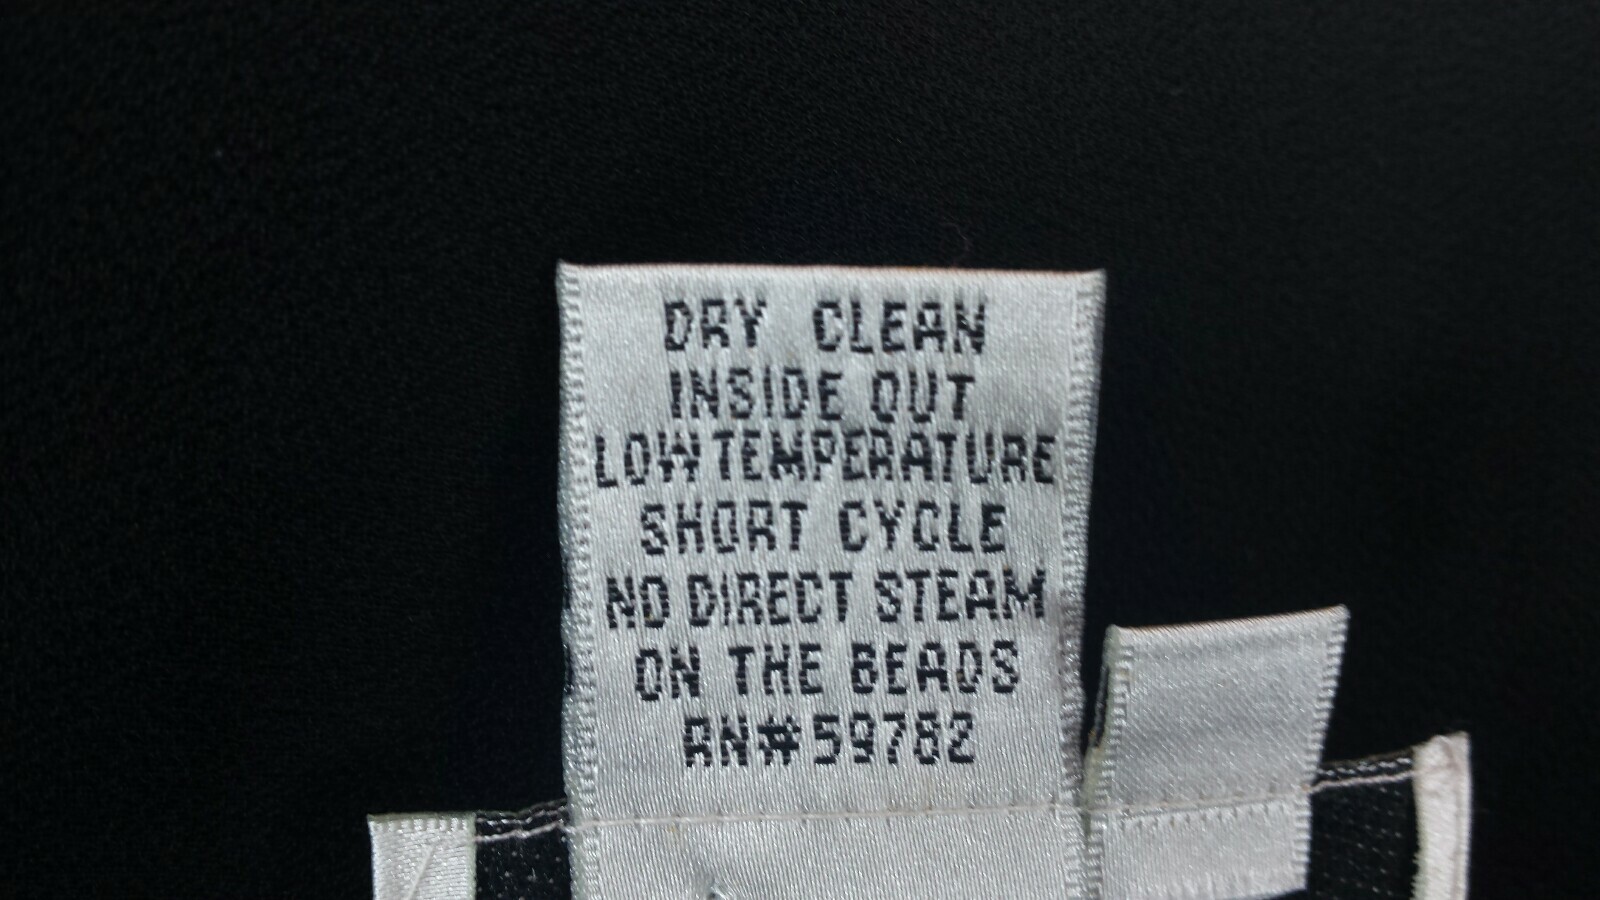 DRY CLEAN
INSIDE OUT
LOW TEMPERATURE
SHORT CYCLE
NO DIRECT STEAM
ON THE BEADS
RN#59782